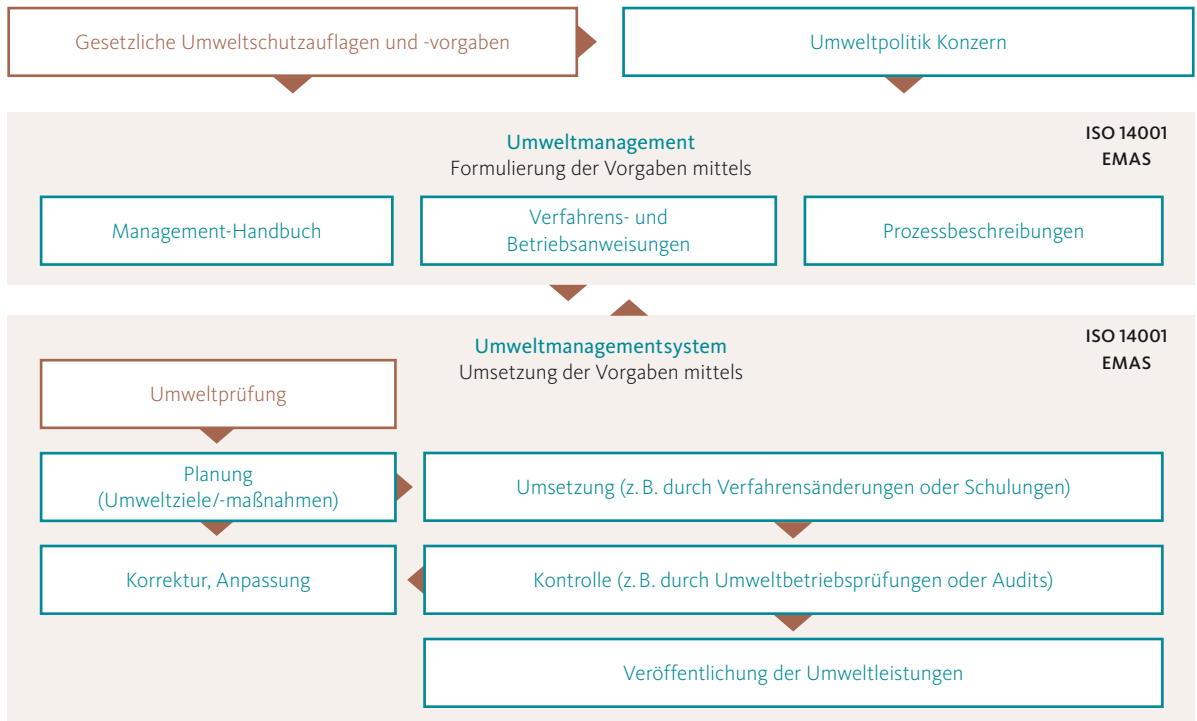 Gesetzliche Umweltschutzauflagen und -vorgaben
Umweltpolitik Konzern
Umweltmanagement
Formulierung der Vorgaben mittels
ISO 14001
EMAS
Management-Handbuch
Verfahrens- und
Betriebsanweisungen
Prozessbeschreibungen
Umweltmanagementsystem
Umsetzung der Vorgaben mittels
ISO 14001
EMAS
Umweltprüfung
Planung
(Umweltziele/-maßnahmen)
Umsetzung (z. B. durch Verfahrensänderungen oder Schulungen)
Korrektur, Anpassung
Kontrolle (z. B. durch Umweltbetriebsprüfungen oder Audits)
Veröffentlichung der Umweltleistungen